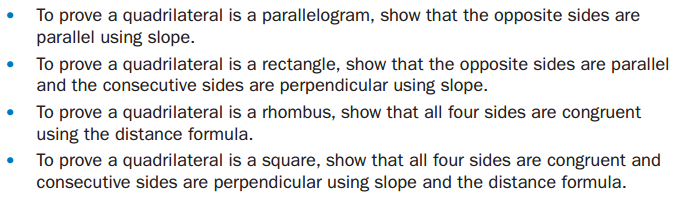 • To prove a quadrilateral is a parallelogram, show that the opposite sides are
parallel using slope.
• To prove a quadrilateral is a rectangle, show that the opposite sides are parallel
and the consecutive sides are perpendicular using slope.
• To prove a quadrilateral is a rhombus, show that all four sides are congruent
using the distance formula.
• To prove a quadrilateral is a square, show that all four sides are congruent and
consecutive sides are perpendicular using slope and the distance formula.